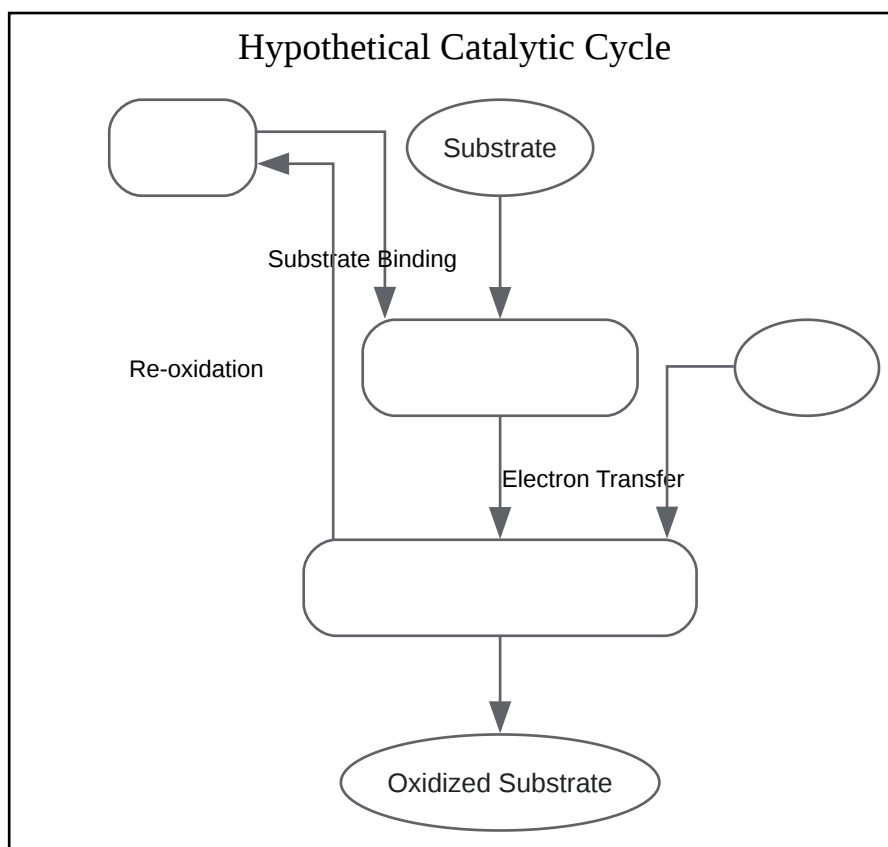 Hypothetical Catalytic Cycle
Substrate
Substrate Binding
Re-oxidation
Electron Transfer
Oxidized Substrate